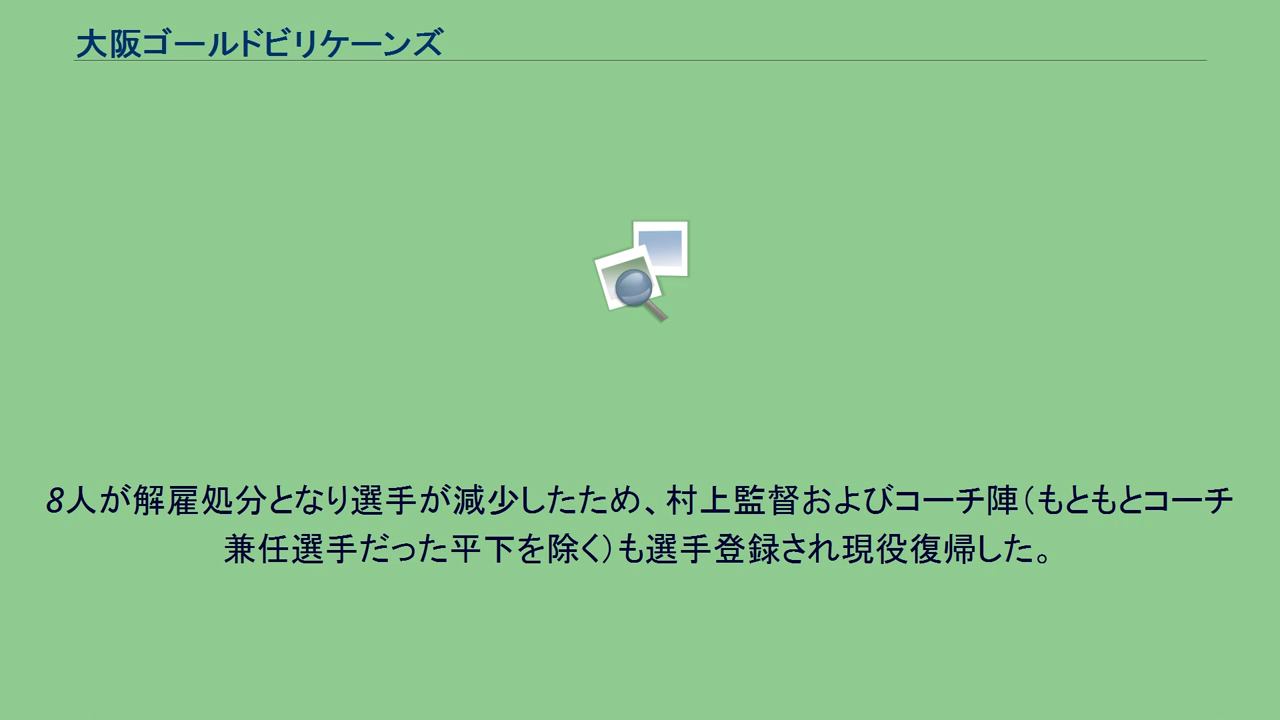 大阪ゴールドビリケーンズ
8人が解雇処分となり選手が減少したため、村上監督およびコーチ陣（もともとコーチ
兼任選手だった平下を除く）も選手登録され現役復帰した。